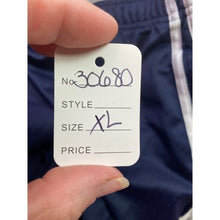 No. 30680
STYLE
SIZE XL
PRICE